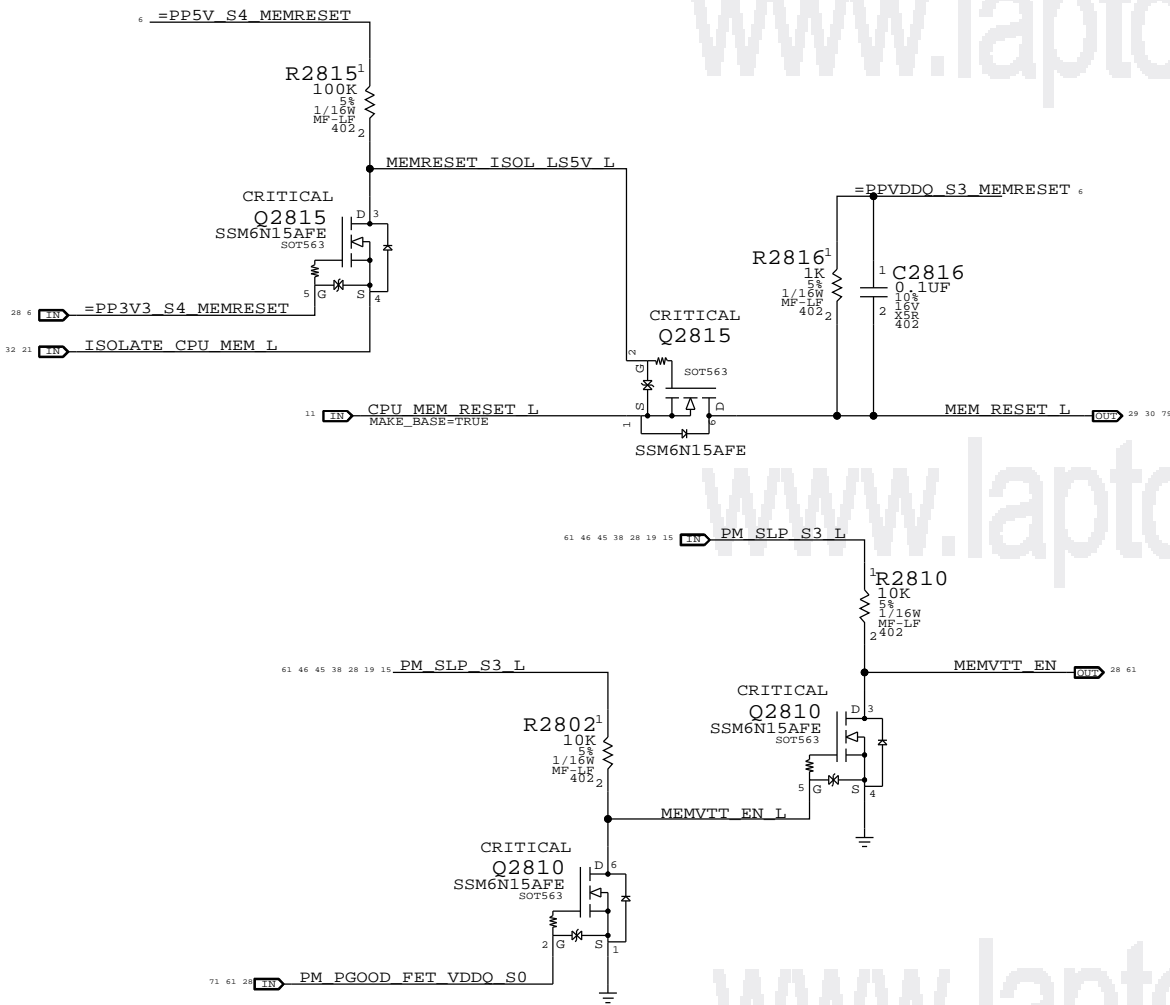 www.lapto
6 =PP5V_S4_MEMRESET
R2815 1
100K
5%
1/16W
MF-LF
402 2
MEMRESET_ISOL_LS5V_L
CRITICAL
Q2815
SSM6N15AFE
SOT563
D 3
5 G S 4
28 6 IN =PP3V3_S4_MEMRESET
32 21 IN ISOLATE_CPU_MEM_L
=PPVDDQ_S3_MEMRESET 6
R2816 1
1K
5%
1/16W
MF-LF
402 2
1 C2816
0.1UF
10%
2 16V
X5R
402
CRITICAL
Q2815
SOT563
2 G
1 S
D 6
SSM6N15AFE
11 IN CPU_MEM_RESET_L
MAKE_BASE=TRUE
MEM_RESET_L OUT 29 30 79
www.lapto
61 46 45 38 28 19 15 IN PM_SLP_S3_L
1 R2810
10K
5%
1/16W
MF-LF
2 402
MEMVTT_EN OUT 28 61
61 46 45 38 28 19 15 PM_SLP_S3_L
R2802 1
10K
5%
1/16W
MF-LF
402 2
CRITICAL
Q2810
SSM6N15AFE
SOT563
D 3
5 G S 4
MEMVTT_EN_L
CRITICAL
Q2810
SSM6N15AFE
SOT563
D 6
2 G S 1
71 61 28 IN PM_PGOOD_FET_VDDQ_S0
www.lapto